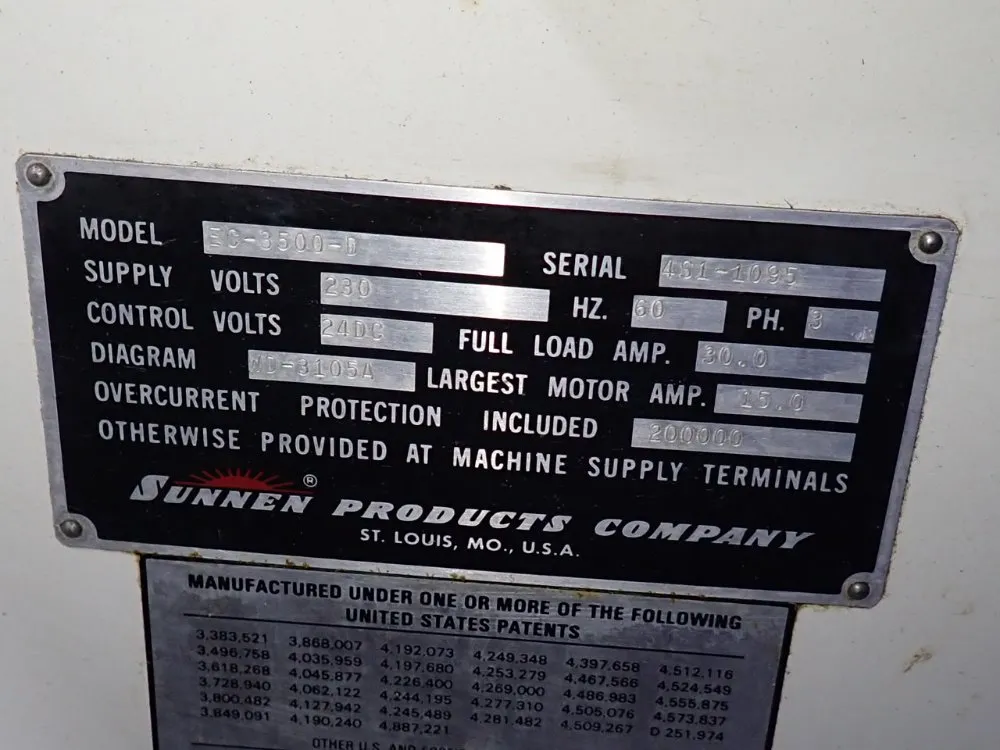 MODEL EC-3500-D SERIAL 4S1-1095
SUPPLY VOLTS 230 HZ. 60 PH. 3
CONTROL VOLTS 24DC FULL LOAD AMP. 30.0
DIAGRAM WD-3105A LARGEST MOTOR AMP. 15.0
OVERCURRENT PROTECTION INCLUDED 200000
OTHERWISE PROVIDED AT MACHINE SUPPLY TERMINALS
SUNNEN ® PRODUCTS COMPANY
ST. LOUIS, MO., U.S.A.
MANUFACTURED UNDER ONE OR MORE OF THE FOLLOWING
UNITED STATES PATENTS
3,383,521 3,868,007 4,192,073 4,249,348 4,397,658 4,512,116
3,496,758 4,035,959 4,197,680 4,253,279 4,467,566 4,524,549
3,618,268 4,045,877 4,226,400 4,269,000 4,486,983 4,555,875
3,728,940 4,062,122 4,244,195 4,277,310 4,505,076 4,573,837
3,800,482 4,127,942 4,245,489 4,281,482 4,509,267 D 251,974
3,849,091 4,190,240 4,887,221
OTHER U.S. AND